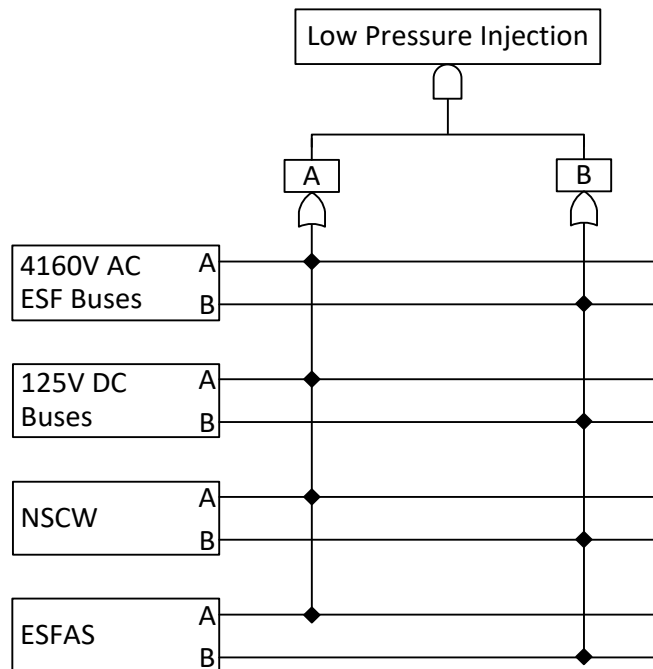 Low Pressure Injection
A
B
4160V AC
ESF Buses
A
B
125V DC
Buses
A
B
NSCW
A
B
ESFAS
A
B